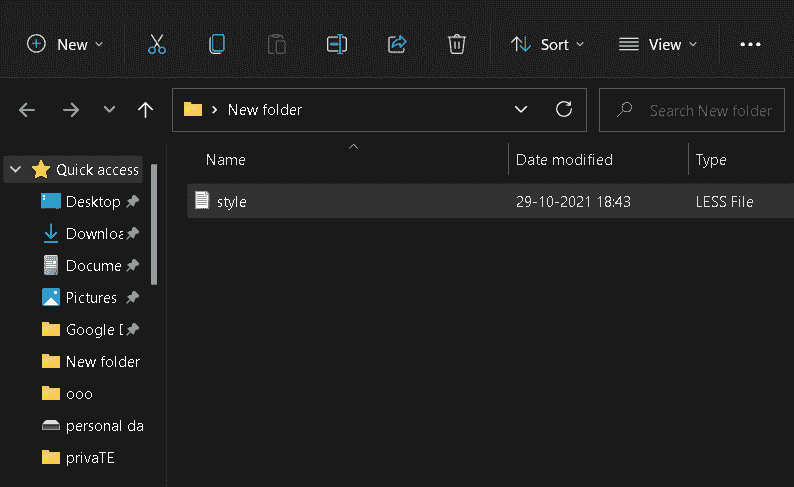 New Sort View
New folder Search New folder
Name Date modified Type
Quick access
style 29-10-2021 18:43 LESS File
Desktop
Downloa
Docume
Pictures
Google D
New folder
ooo
personal da
privaTE